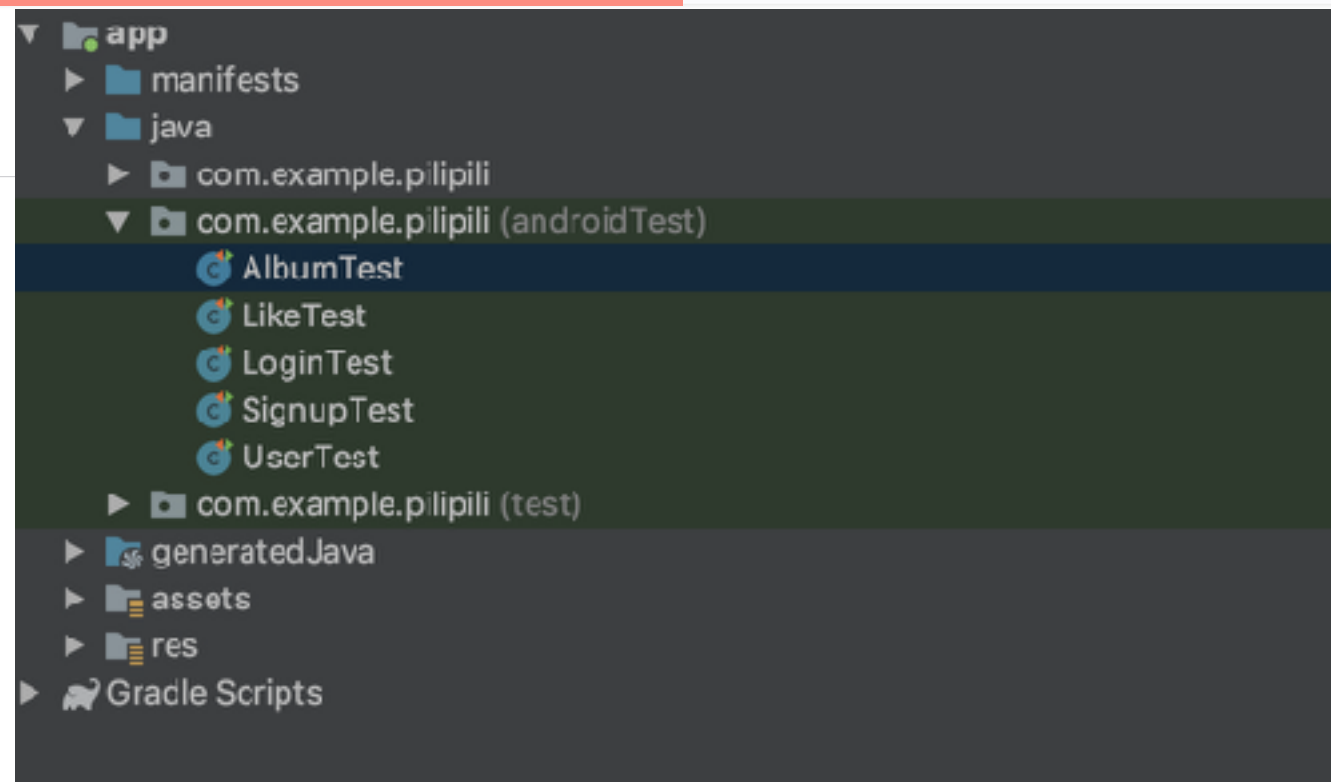 app
manifests
java
com.example.pilipili
com.example.pilipili (androidTest)
AlbumTest
LikeTest
LoginTest
SignupTest
UserTest
com.example.pilipili (test)
generatedJava
assets
res
Gradle Scripts